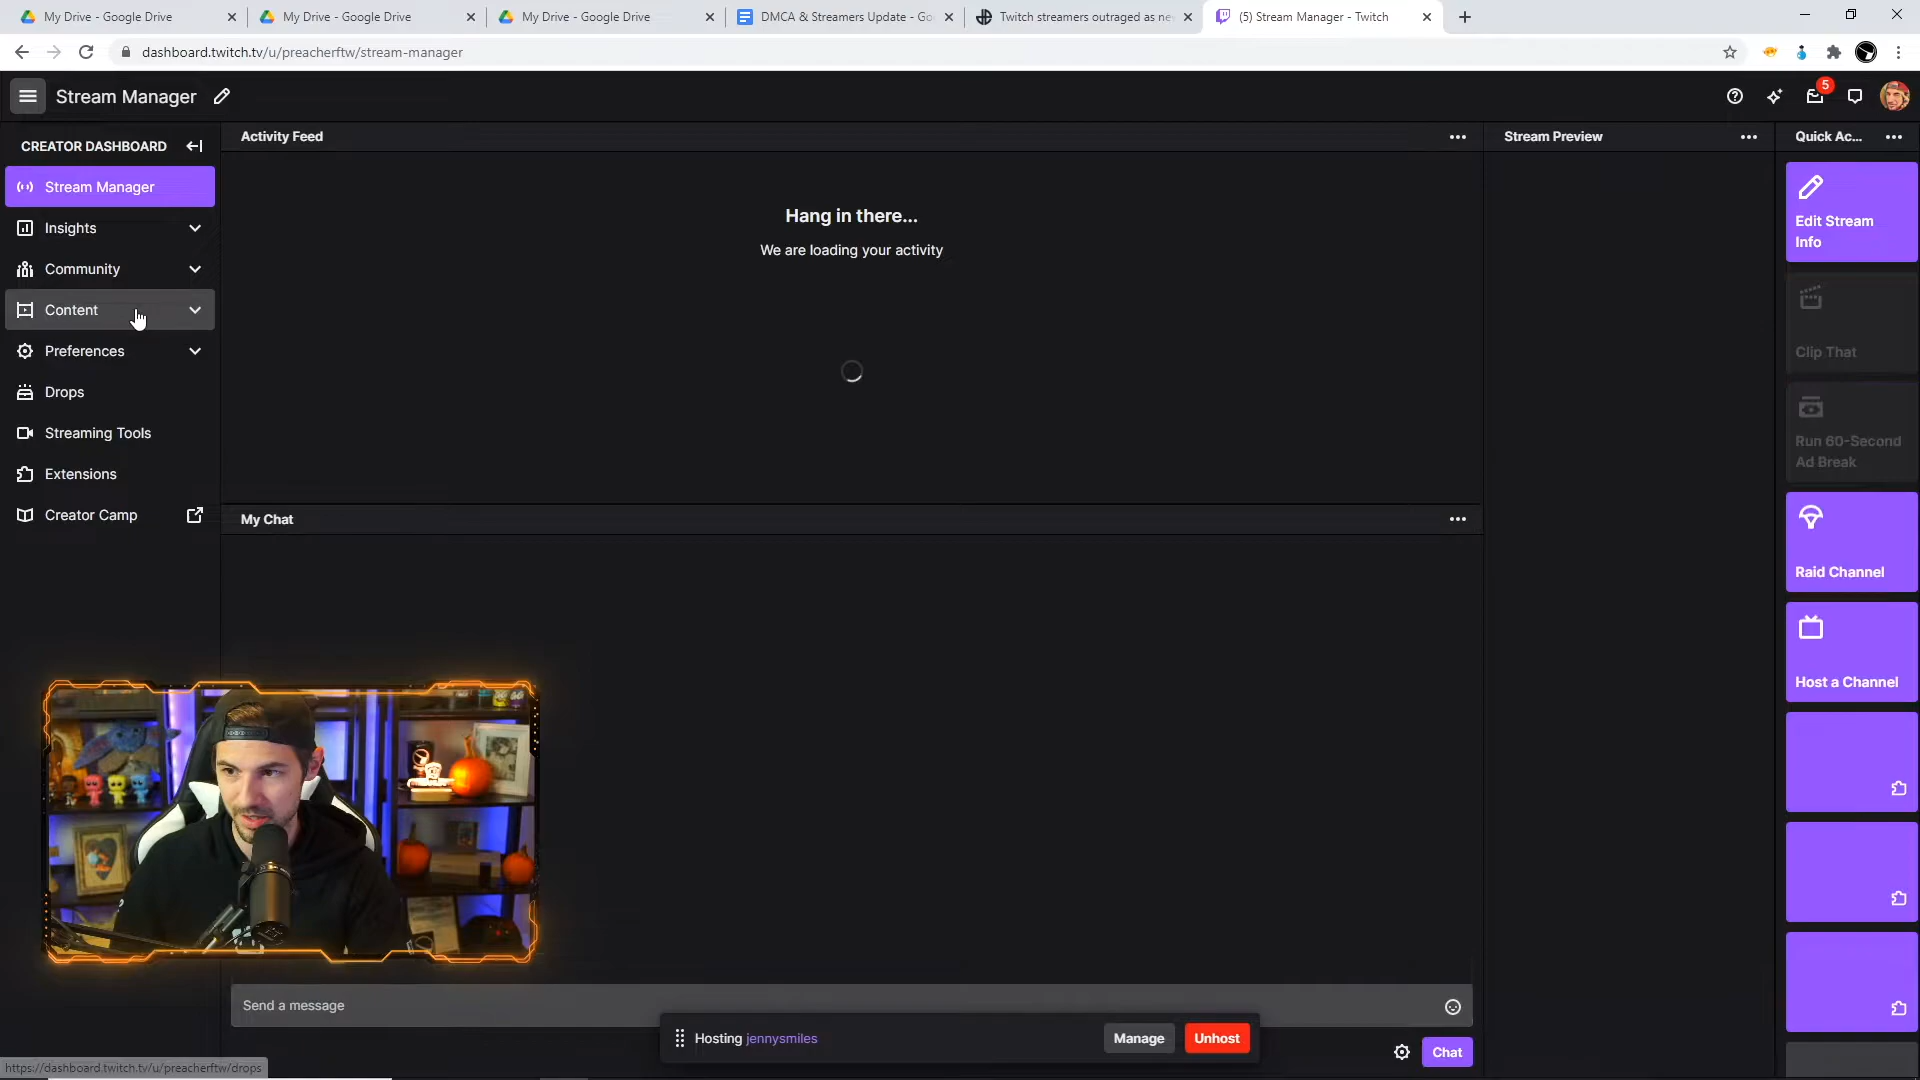 My Drive - Google Drive
My Drive - Google Drive
My Drive - Google Drive
DMCA & Streamers Update - Go
Twitch streamers outraged as ne
(5) Stream Manager - Twitch
dashboard.twitch.tv/u/preacherftw/stream-manager
Stream Manager
5
CREATOR DASHBOARD
Stream Manager
Insights
Community
Content
Preferences
Drops
Streaming Tools
Extensions
Creator Camp
Activity Feed
Hang in there...
We are loading your activity
My Chat
Send a message
Hosting jennysmiles
Manage
Unhost
Chat
Stream Preview
Quick Ac...
Edit Stream
Info
Clip That
Run 60-Second
Ad Break
Raid Channel
Host a Channel
https://dashboard.twitch.tv/u/preacherftw/drops